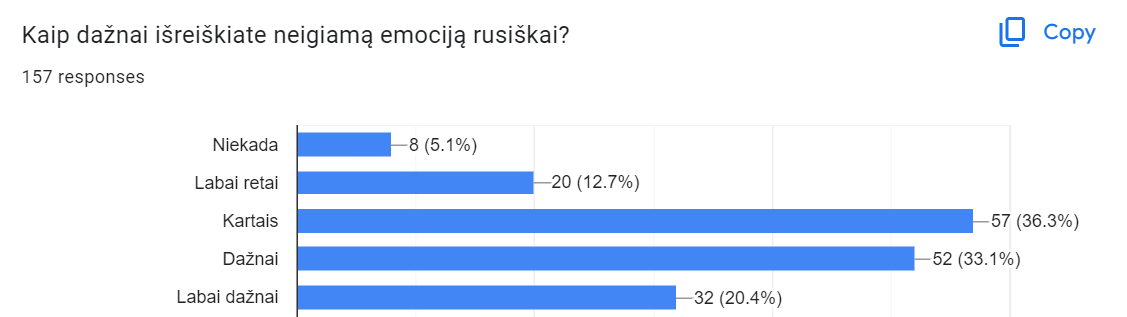 Kaip dažnai išreiškiate neigiamą emociją rusiškai?
Copy
157 responses
Niekada 8 (5.1%)
Labai retai 20 (12.7%)
Kartais 57 (36.3%)
Dažnai 52 (33.1%)
Labai dažnai 32 (20.4%)